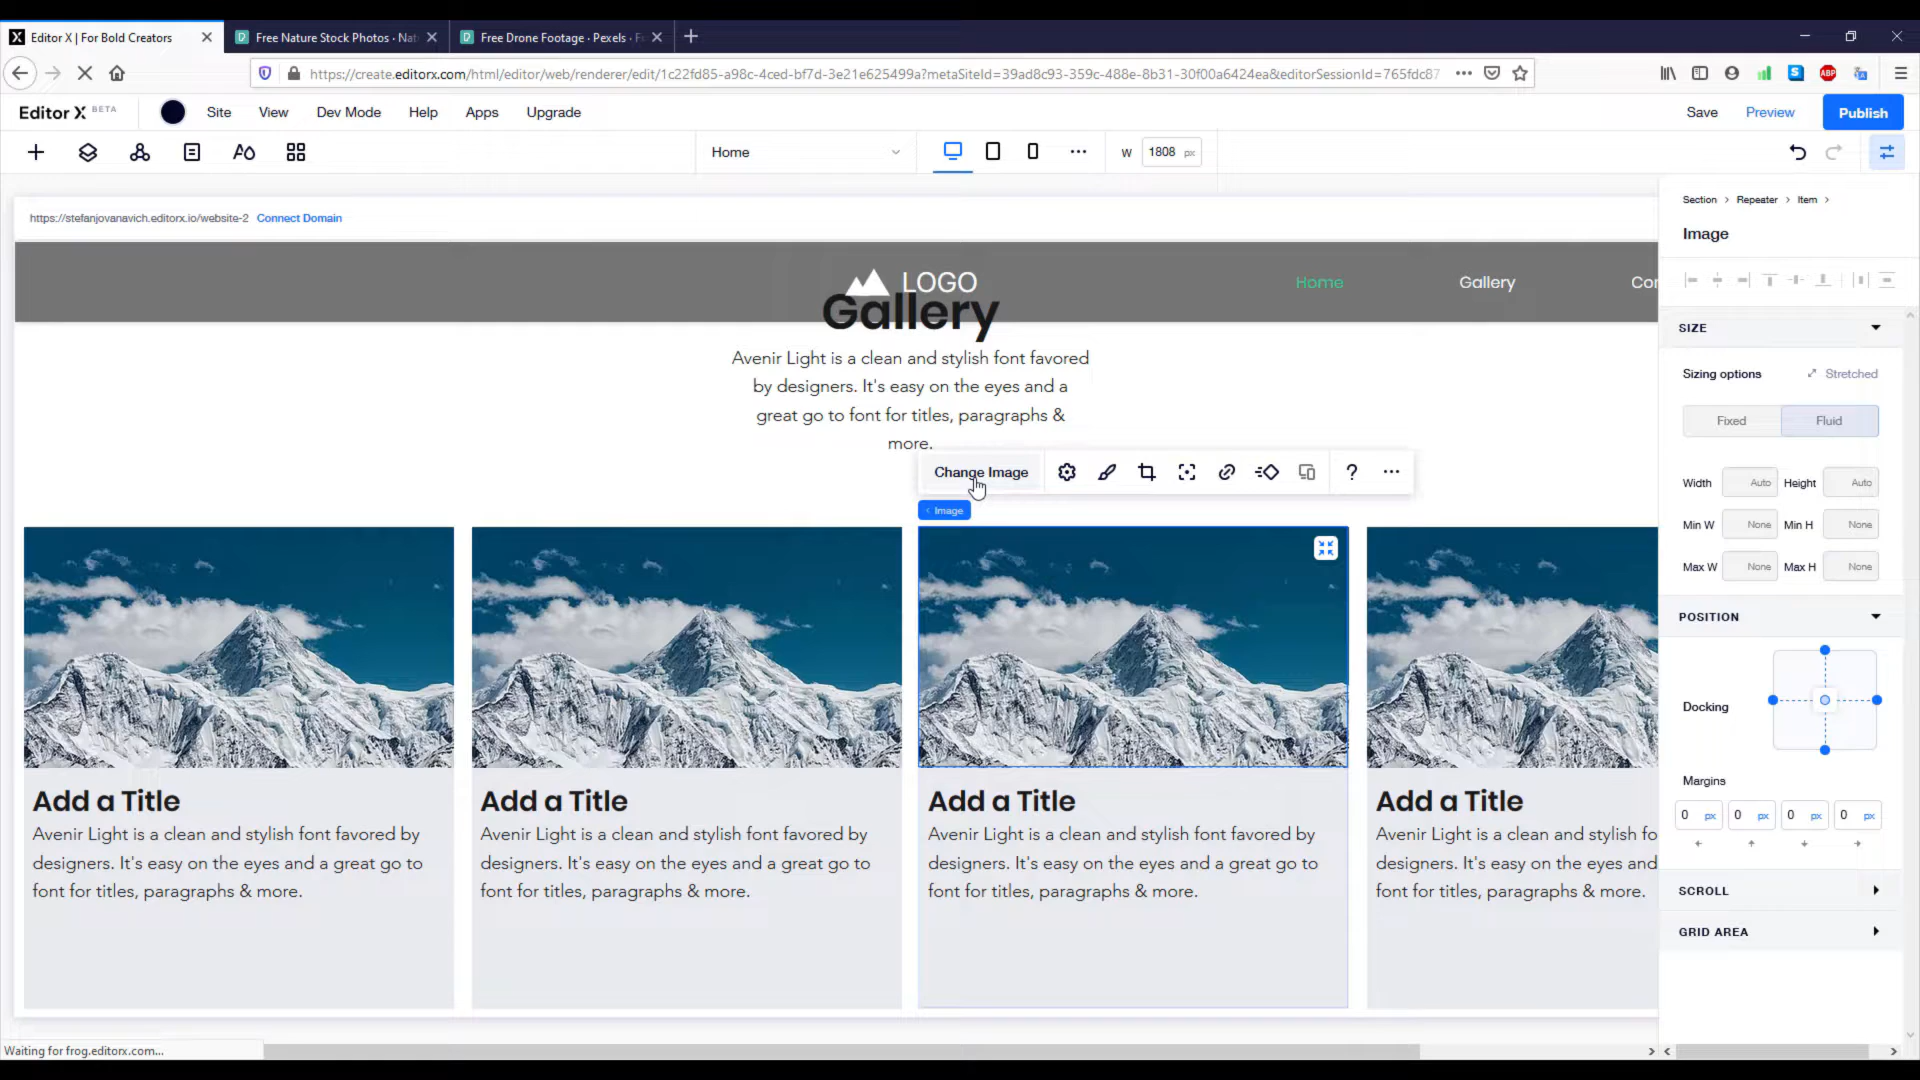 Editor X | For Bold Creators
Free Nature Stock Photos · Nat
Free Drone Footage · Pexels · F
https://create.editorx.com/html/editor/web/renderer/edit/1c22fd85-a98c-4ced-bf7d-3e21e625499a?metaSiteId=39ad8c93-359c-488e-8b31-30f00a6424ea&editorSessionId=765fdc87
Editor X BETA
Site
View
Dev Mode
Help
Apps
Upgrade
Save
Preview
Publish
Home
W 1808 px
https://stefanjovanavich.editorx.io/website-2 Connect Domain
LOGO
Home
Gallery
Con
Gallery
Avenir Light is a clean and stylish font favored
by designers. It's easy on the eyes and a
great go to font for titles, paragraphs &
more.
Change Image
?
Image
Add a Title
Avenir Light is a clean and stylish font favored by
designers. It's easy on the eyes and a great go to
font for titles, paragraphs & more.
Add a Title
Avenir Light is a clean and stylish font favored by
designers. It's easy on the eyes and a great go to
font for titles, paragraphs & more.
Add a Title
Avenir Light is a clean and stylish font favored by
designers. It's easy on the eyes and a great go to
font for titles, paragraphs & more.
Add a Title
Avenir Light is a clean and stylish fo
designers. It's easy on the eyes and
font for titles, paragraphs & more.
Section > Repeater > Item >
Image
SIZE
Sizing options Stretched
Fixed Fluid
Width Auto Height Auto
Min W None Min H None
Max W None Max H None
POSITION
Docking
Margins
0 px 0 px 0 px 0 px
SCROLL
GRID AREA
Waiting for frog.editorx.com...
S
ABP